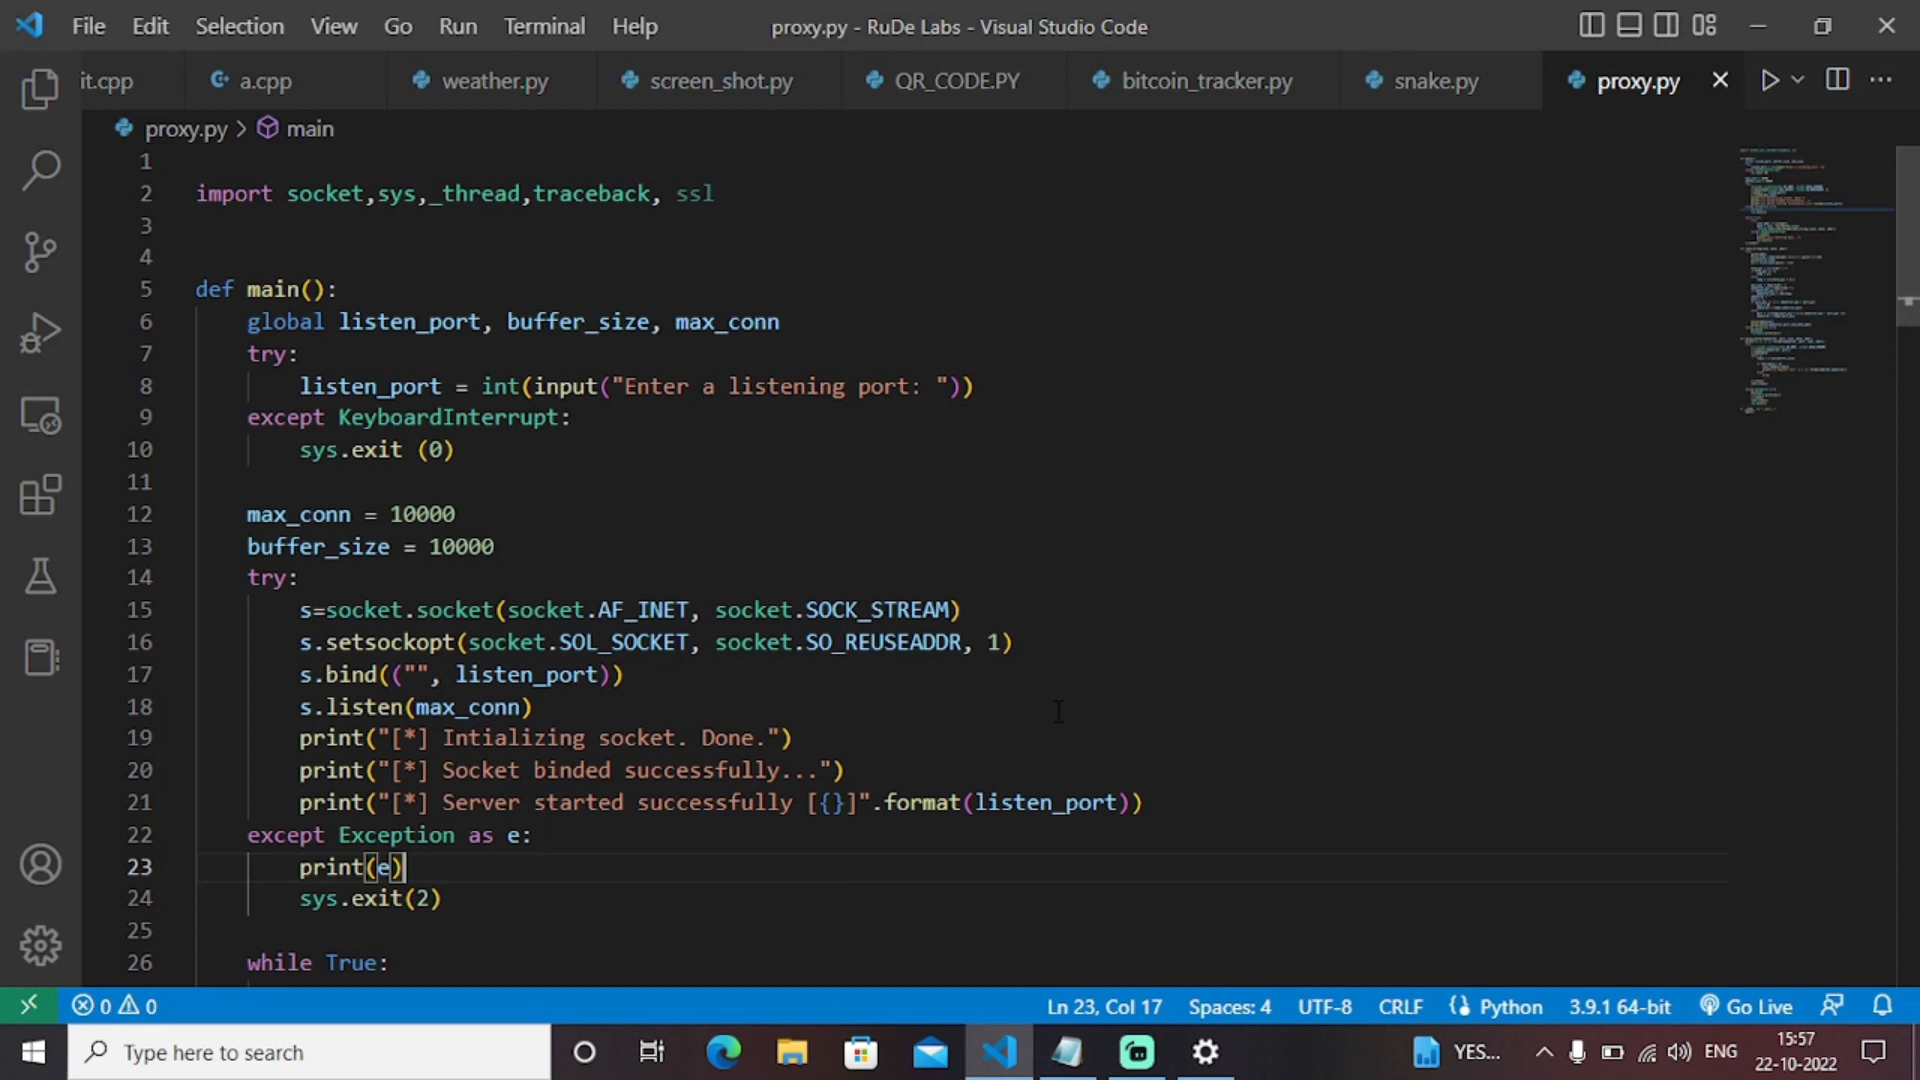 File Edit Selection View Go Run Terminal Help proxy.py - RuDe Labs - Visual Studio Code
it.cpp a.cpp weather.py screen_shot.py QR_CODE.PY bitcoin_tracker.py snake.py proxy.py
proxy.py > main
1
2 import socket,sys,_thread,traceback, ssl
3
4
5 def main():
6 global listen_port, buffer_size, max_conn
7 try:
8 listen_port = int(input("Enter a listening port: "))
9 except KeyboardInterrupt:
10 sys.exit (0)
11
12 max_conn = 10000
13 buffer_size = 10000
14 try:
15 s=socket.socket(socket.AF_INET, socket.SOCK_STREAM)
16 s.setsockopt(socket.SOL_SOCKET, socket.SO_REUSEADDR, 1)
17 s.bind(("", listen_port))
18 s.listen(max_conn)
19 print("[*] Intializing socket. Done.")
20 print("[*] Socket binded successfully...")
21 print("[*] Server started successfully [{}]".format(listen_port))
22 except Exception as e:
23 print(e)
24 sys.exit(2)
25
26 while True:
0 0 Ln 23, Col 17 Spaces: 4 UTF-8 CRLF Python 3.9.1 64-bit Go Live
Type here to search YES... ENG 15:57
22-10-2022